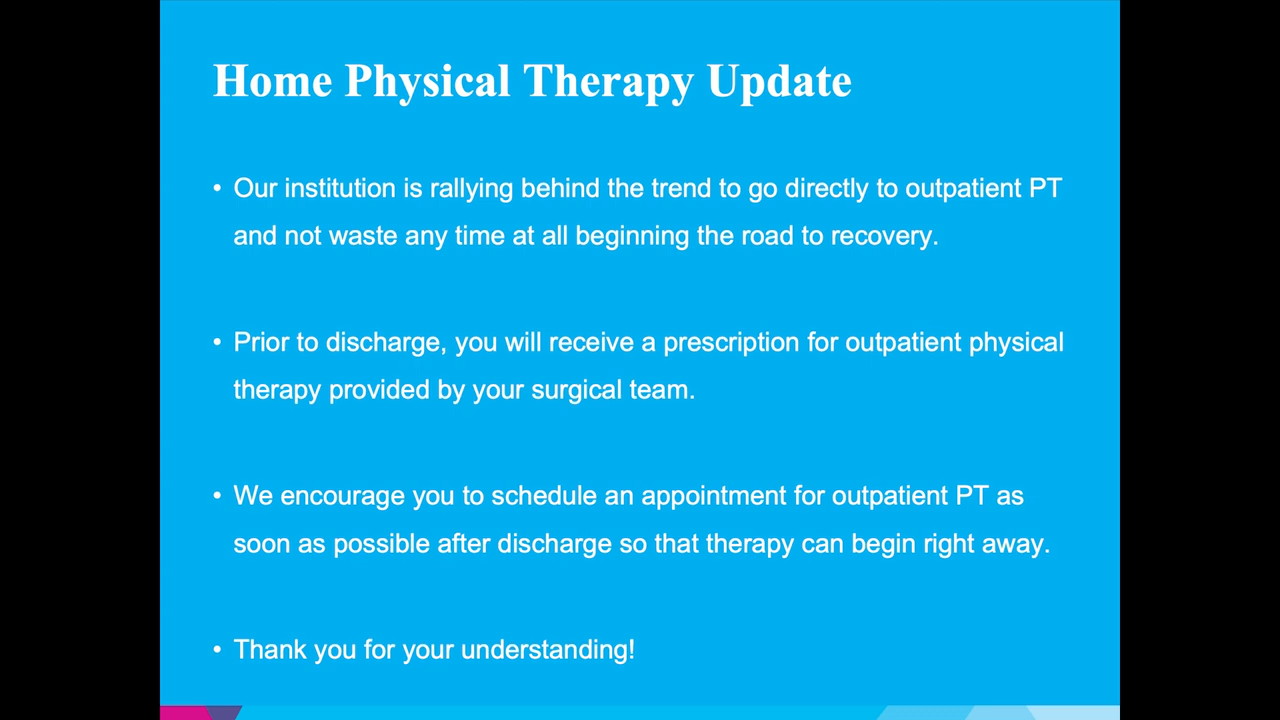 Home Physical Therapy Update
• Our institution is rallying behind the trend to go directly to outpatient PT
and not waste any time at all beginning the road to recovery.
• Prior to discharge, you will receive a prescription for outpatient physical
therapy provided by your surgical team.
• We encourage you to schedule an appointment for outpatient PT as
soon as possible after discharge so that therapy can begin right away.
• Thank you for your understanding!